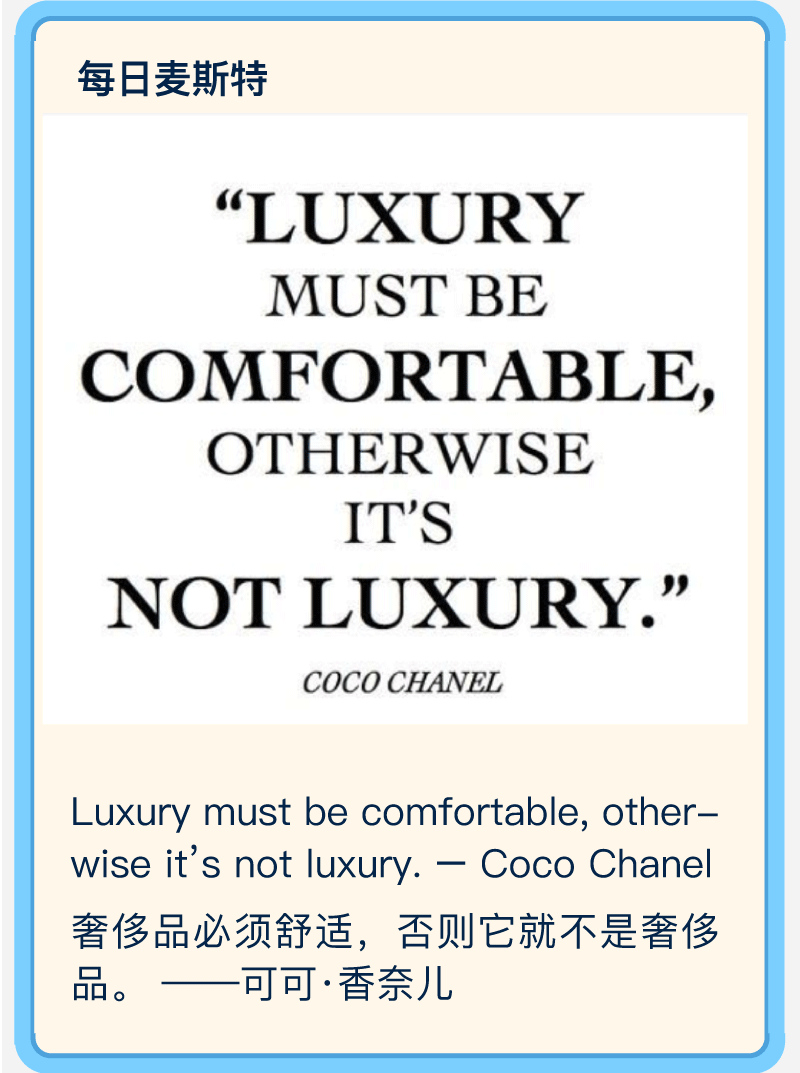 每日麦斯特
“LUXURY
MUST BE
COMFORTABLE,
OTHERWISE
IT’S
NOT LUXURY.”
COCO CHANEL
Luxury must be comfortable, other–
wise it’s not luxury. — Coco Chanel
奢侈品必须舒适，否则它就不是奢侈
品。——可可·香奈儿